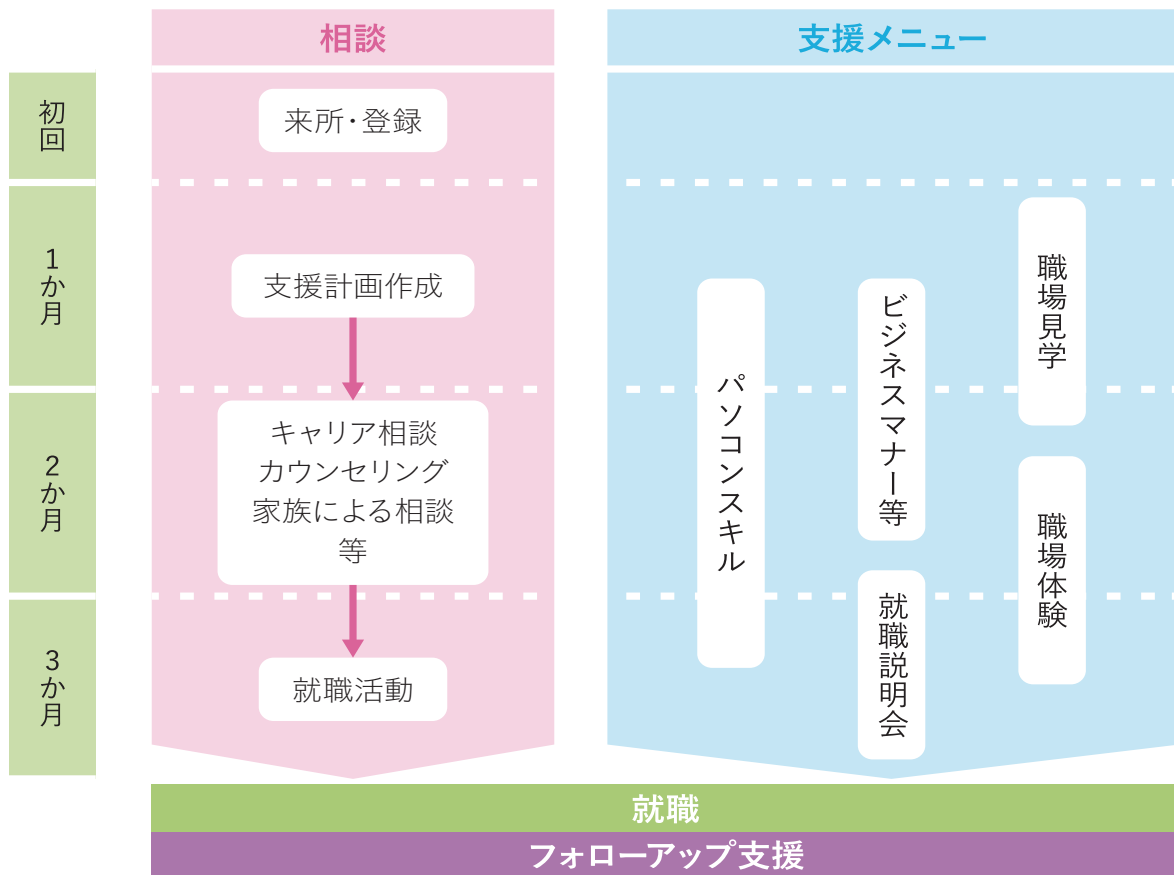 相談
支援メニュー
初回
来所・登録
1か月
支援計画作成
2か月
キャリア相談
カウンセリング
家族による相談
等
3か月
就職活動
パソコンスキル
ビジネスマナー等
就職説明会
職場見学
職場体験
就職
フォローアップ支援